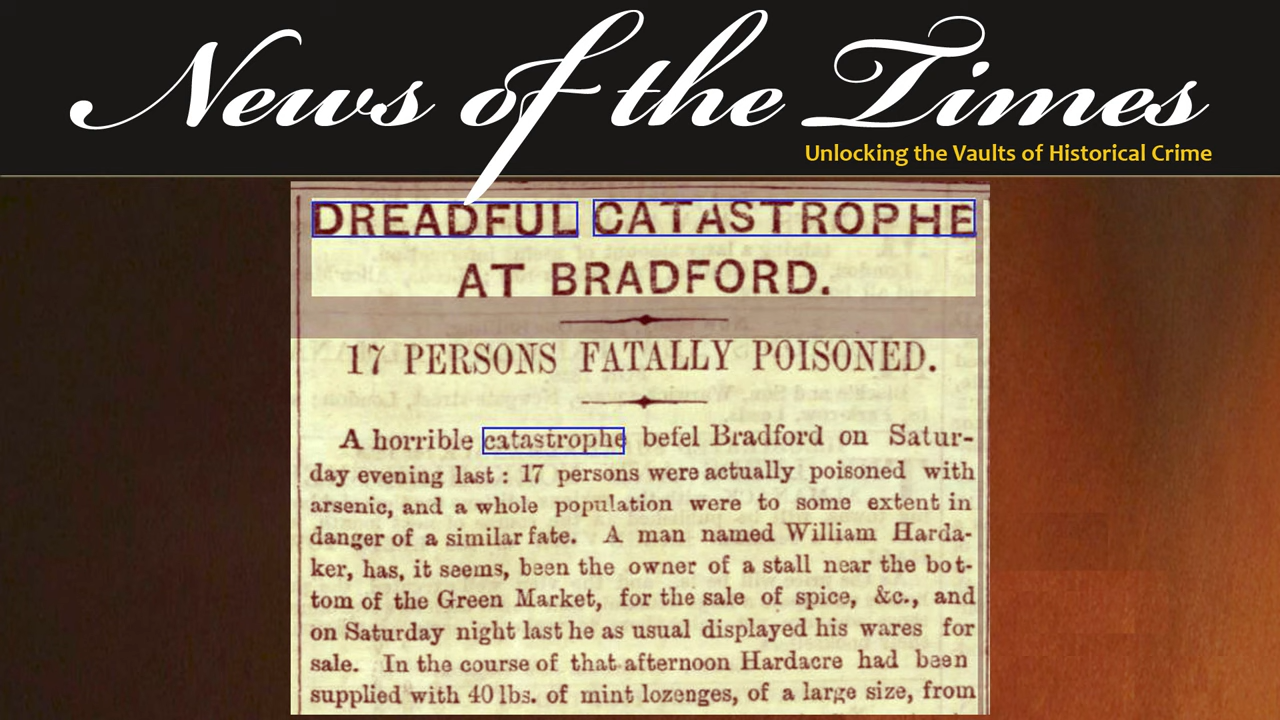 News of the Times
Unlocking the Vaults of Historical Crime
DREADFUL CATASTROPHE
AT BRADFORD.
17 PERSONS FATALLY POISONED.
A horrible catastrophe befel Bradford on Satur-
day evening last : 17 persons were actually poisoned with
arsenic, and a whole population were to some extent in
danger of a similar fate. A man named William Harda-
ker, has, it seems, been the owner of a stall near the bot-
tom of the Green Market, for the sale of spice, &c., and
on Saturday night last he as usual displayed his wares for
sale. In the course of that afternoon Hardacre had been
supplied with 40 lbs. of mint lozenges, of a large size, from